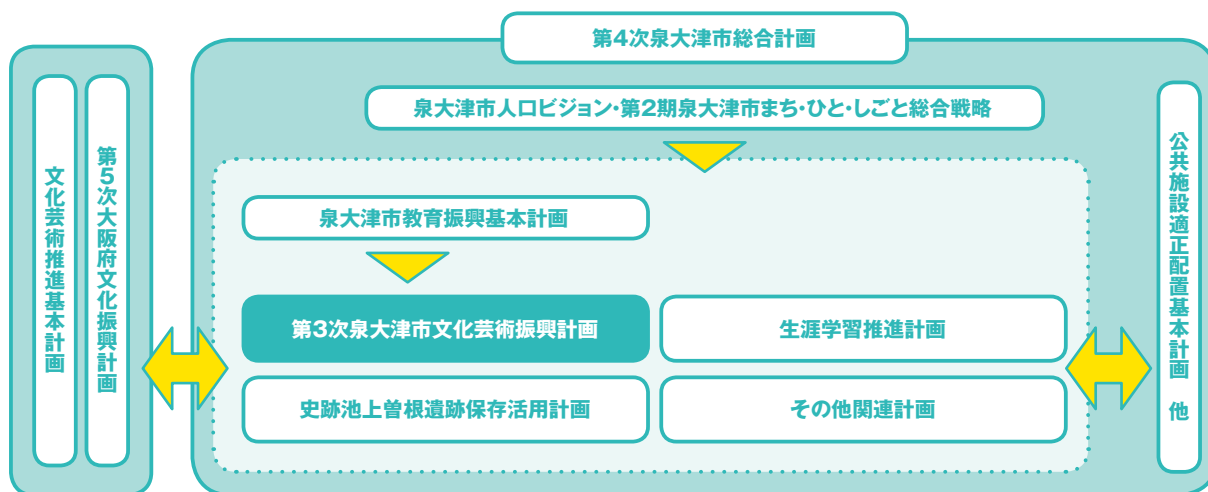 第4次泉大津市総合計画
泉大津市人口ビジョン・第2期泉大津市まち・ひと・しごと総合戦略
文化芸術推進基本計画
第5次大阪府文化振興計画
泉大津市教育振興基本計画
第3次泉大津市文化芸術振興計画
生涯学習推進計画
史跡池上曽根遺跡保存活用計画
その他関連計画
公共施設適正配置基本計画　他